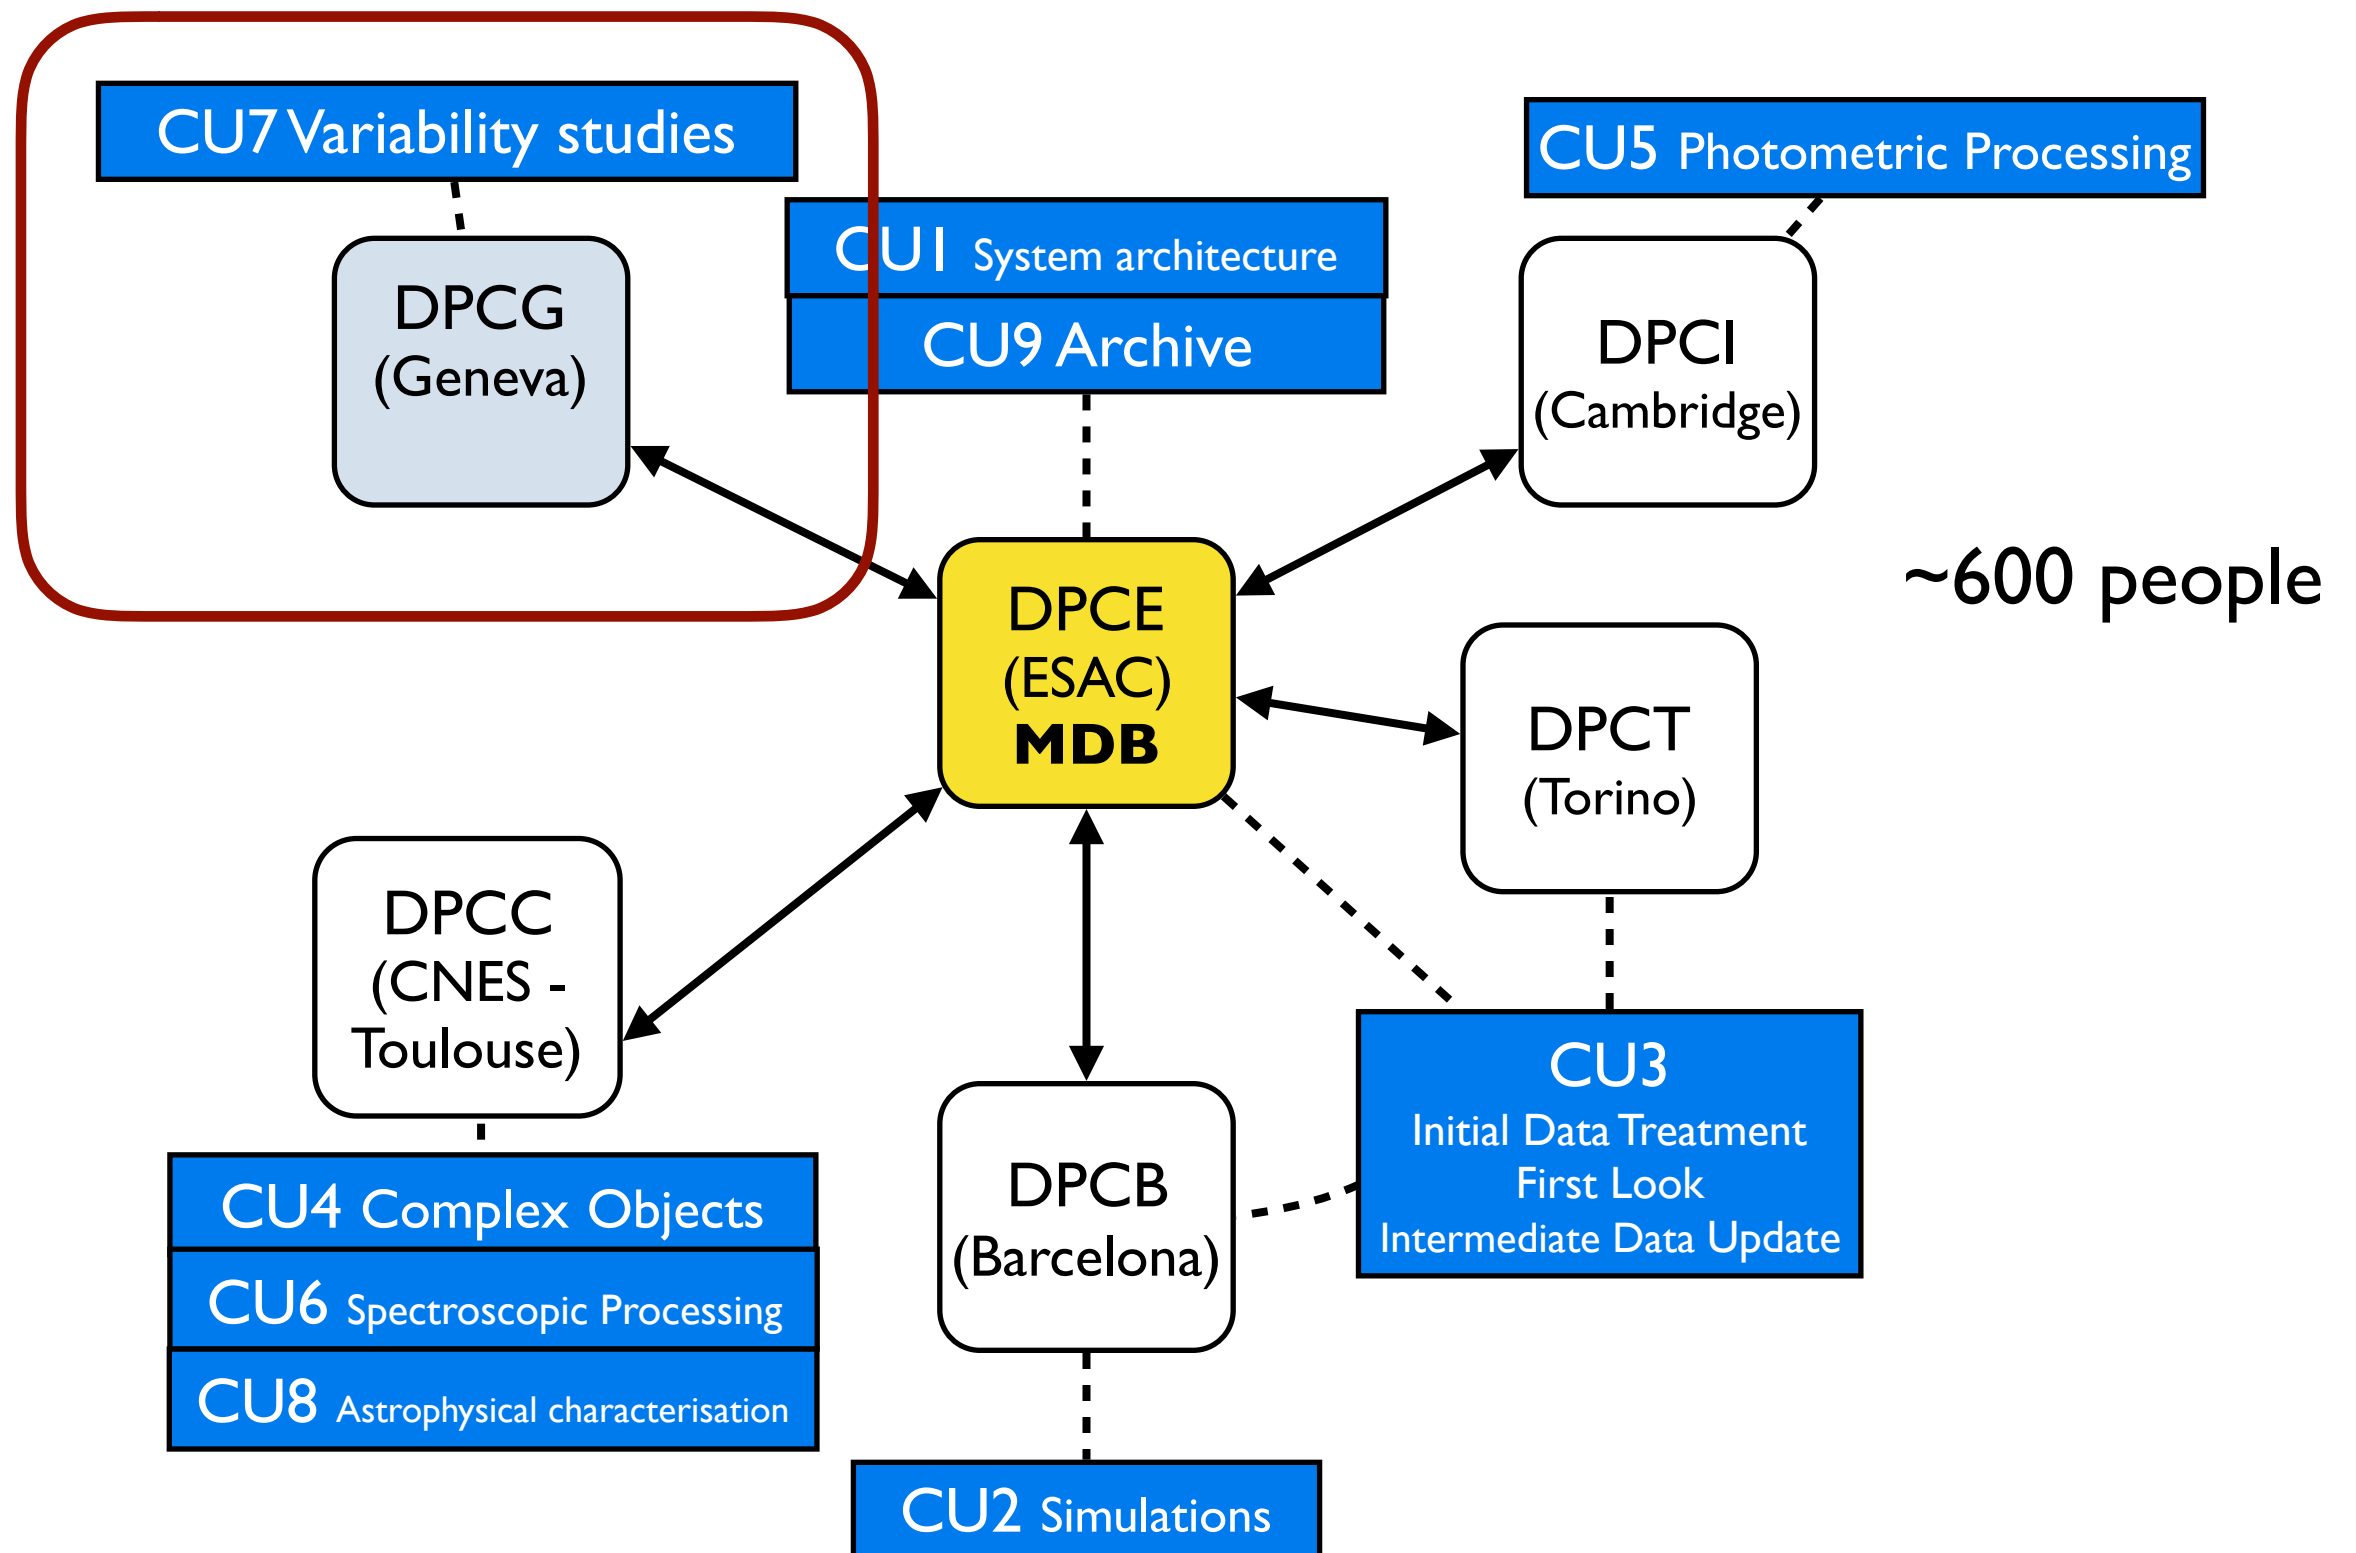 CU7 Variability studies
CU5 Photometric Processing
CU1 System architecture
CU9 Archive
DPCG
(Geneva)
DPCI
(Cambridge)
~600 people
DPCE
(ESAC)
MDB
DPCT
(Torino)
DPCC
(CNES -
Toulouse)
CU3
Initial Data Treatment
First Look
Intermediate Data Update
DPCB
(Barcelona)
CU4 Complex Objects
CU6 Spectroscopic Processing
CU8 Astrophysical characterisation
CU2 Simulations